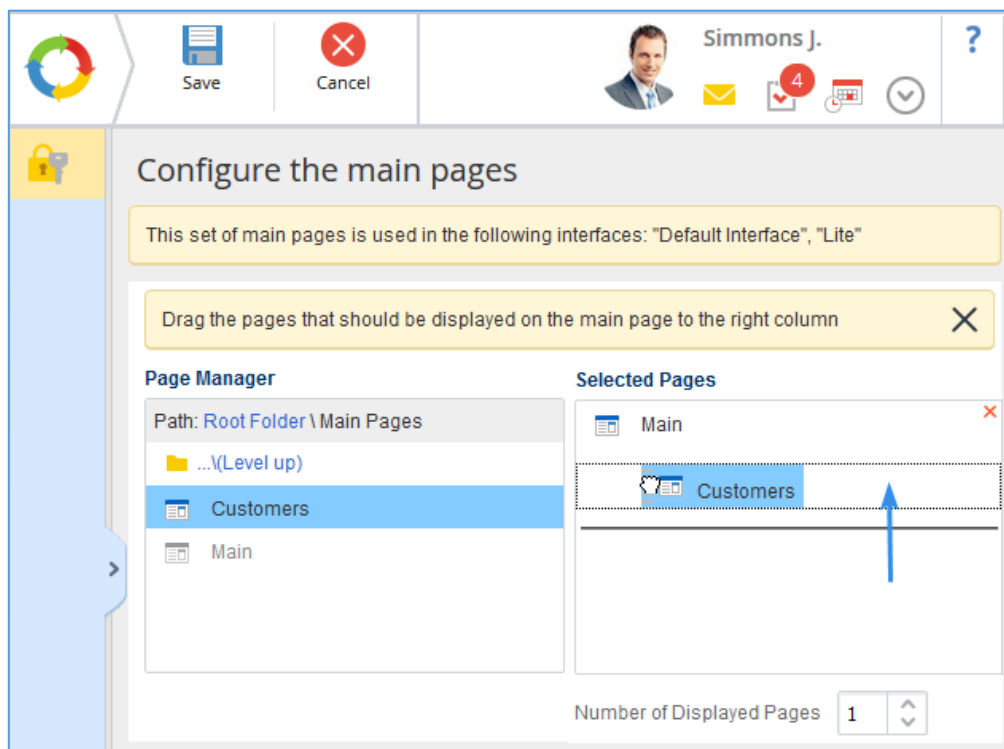 Simmons J.
?
Save
Cancel
4
Configure the main pages
This set of main pages is used in the following interfaces: "Default Interface", "Lite"
Drag the pages that should be displayed on the main page to the right column
Page Manager
Selected Pages
Path: Root Folder \ Main Pages
Main
...\(Level up)
Customers
Customers
Main
Number of Displayed Pages 1